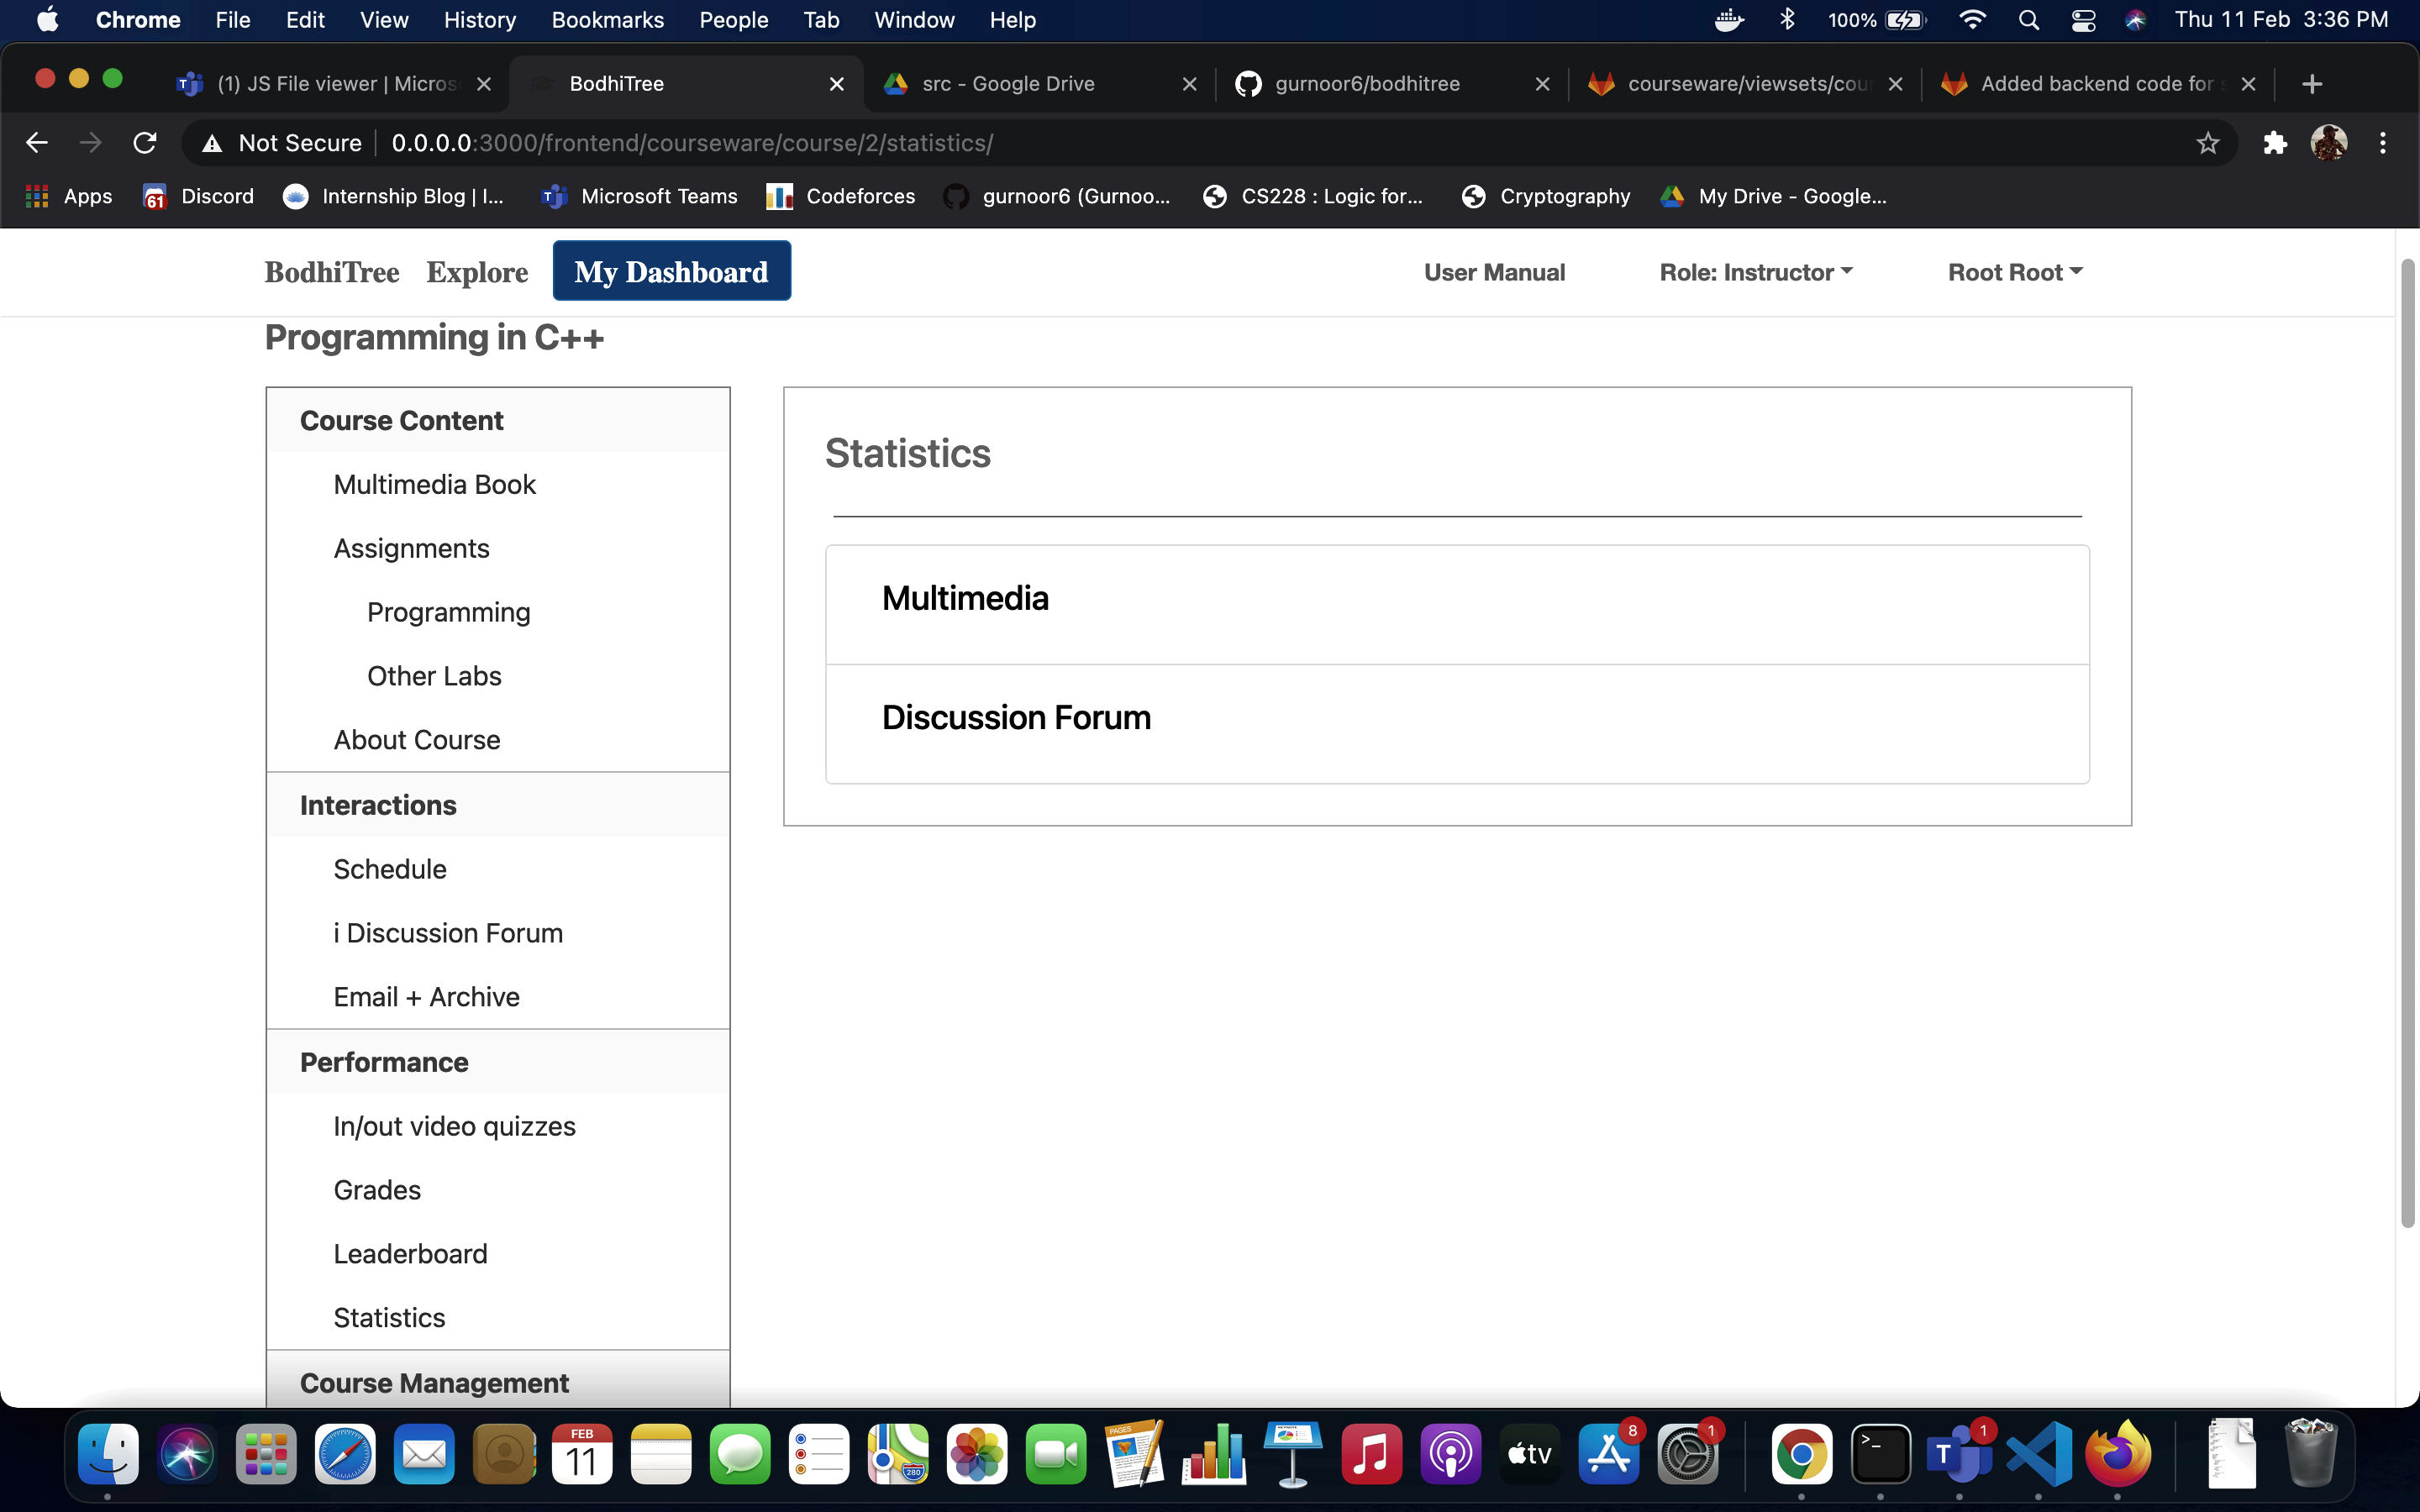 Chrome File Edit View History Bookmarks People Tab Window Help 100% Thu 11 Feb 3:36 PM
(1) JS File viewer | Micros BodhiTree src - Google Drive gurnoor6/bodhitree courseware/viewsets/cou Added backend code for s
Not Secure 0.0.0.0:3000/frontend/courseware/course/2/statistics/
Apps 61 Discord Internship Blog | I... Microsoft Teams Codeforces gurnoor6 (Gurnoo... CS228 : Logic for... Cryptography My Drive - Google...
BodhiTree Explore My Dashboard User Manual Role: Instructor Root Root
Programming in C++
Course Content
Multimedia Book
Assignments
Programming
Other Labs
About Course
Interactions
Schedule
i Discussion Forum
Email + Archive
Performance
In/out video quizzes
Grades
Leaderboard
Statistics
Course Management
Statistics
Multimedia
Discussion Forum
FEB
11
PAGES
280
tv
8
1
>_
T
1